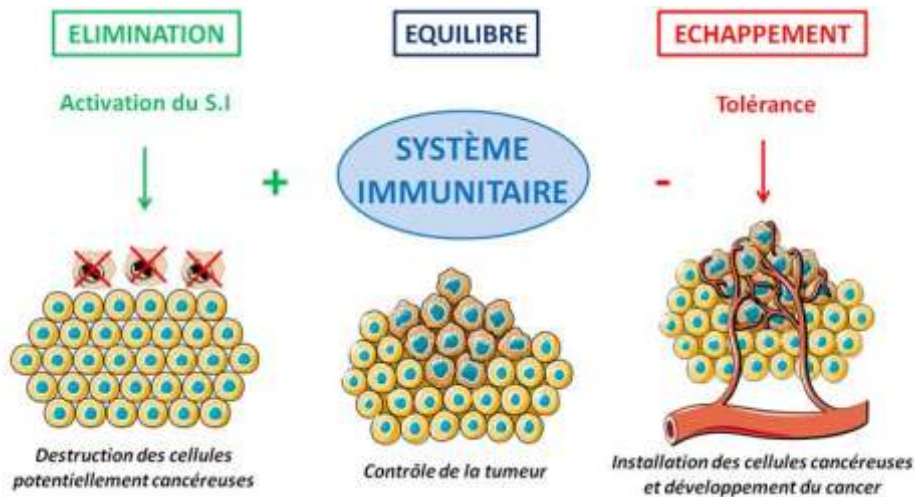 ELIMINATION
EQUILIBRE
ECHAPPEMENT
Activation du S.I
Tolérance
+
SYSTÈME
IMMUNITAIRE
-
Destruction des cellules
potentiellement cancéreuses
Contrôle de la tumeur
Installation des cellules cancéreuses
et développement du cancer